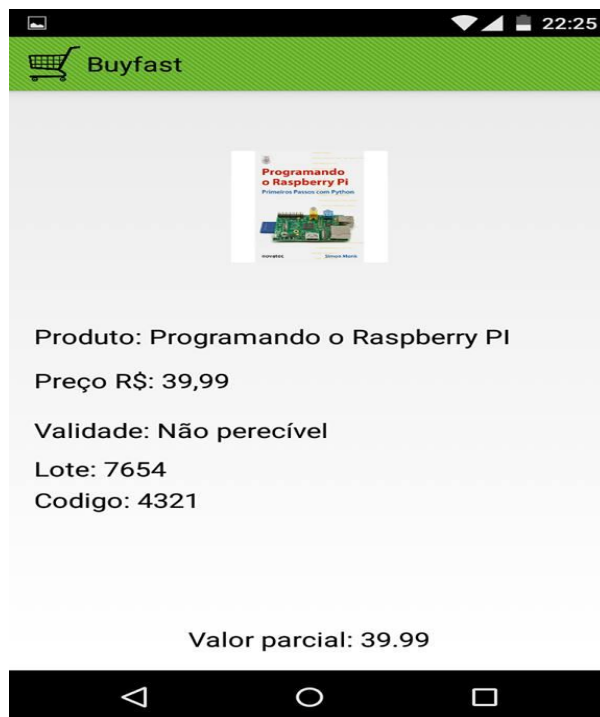 22:25
Buyfast
Programando
o Raspberry Pi
Primeiros Passos com Python
novatec Simon Monk
Produto: Programando o Raspberry PI
Preço R$: 39,99
Validade: Não perecível
Lote: 7654
Codigo: 4321
Valor parcial: 39.99